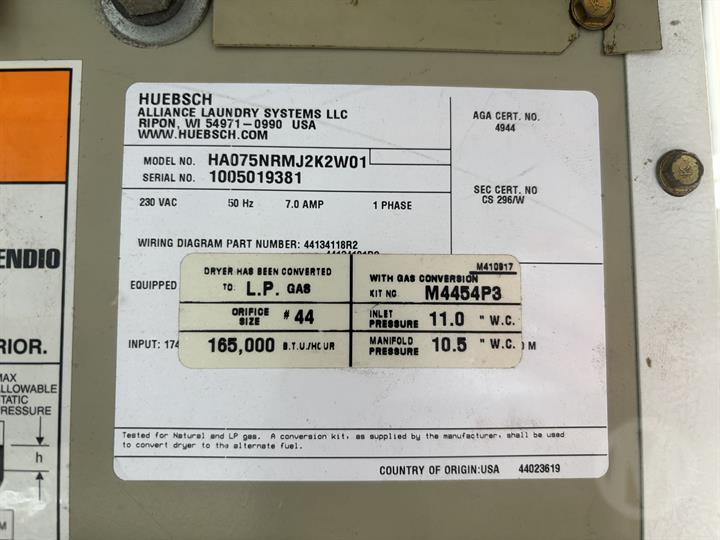 HUEBSCH
ALLIANCE LAUNDRY SYSTEMS LLC
RIPON, WI 54971-0990 USA
WWW.HUEBSCH.COM
AGA CERT. NO.
4944
MODEL NO. HA075NRMJ2K2W01
SERIAL NO. 1005019381
SEC CERT. NO
CS 296/W
230 VAC 50 Hz 7.0 AMP 1 PHASE
WIRING DIAGRAM PART NUMBER: 44134118R2
EQUIPPED
M410817
DRYER HAS BEEN CONVERTED
TO: L.P. GAS
WITH GAS CONVERSION
KIT NO. M4454P3
ORIFICE SIZE # 44
INLET PRESSURE 11.0 " W.C.
INPUT: 174
165,000 B.T.U./HOUR
MANIFOLD PRESSURE 10.5 " W.C.
Tested for Natural and LP gas. A conversion kit, as supplied by the manufacturer, shall be used
to convert dryer to tha alternate fuel.
COUNTRY OF ORIGIN:USA 44023619
ENDIO
RIOR.
MAX
LLOWABLE
TATIC
RESSURE
h
M